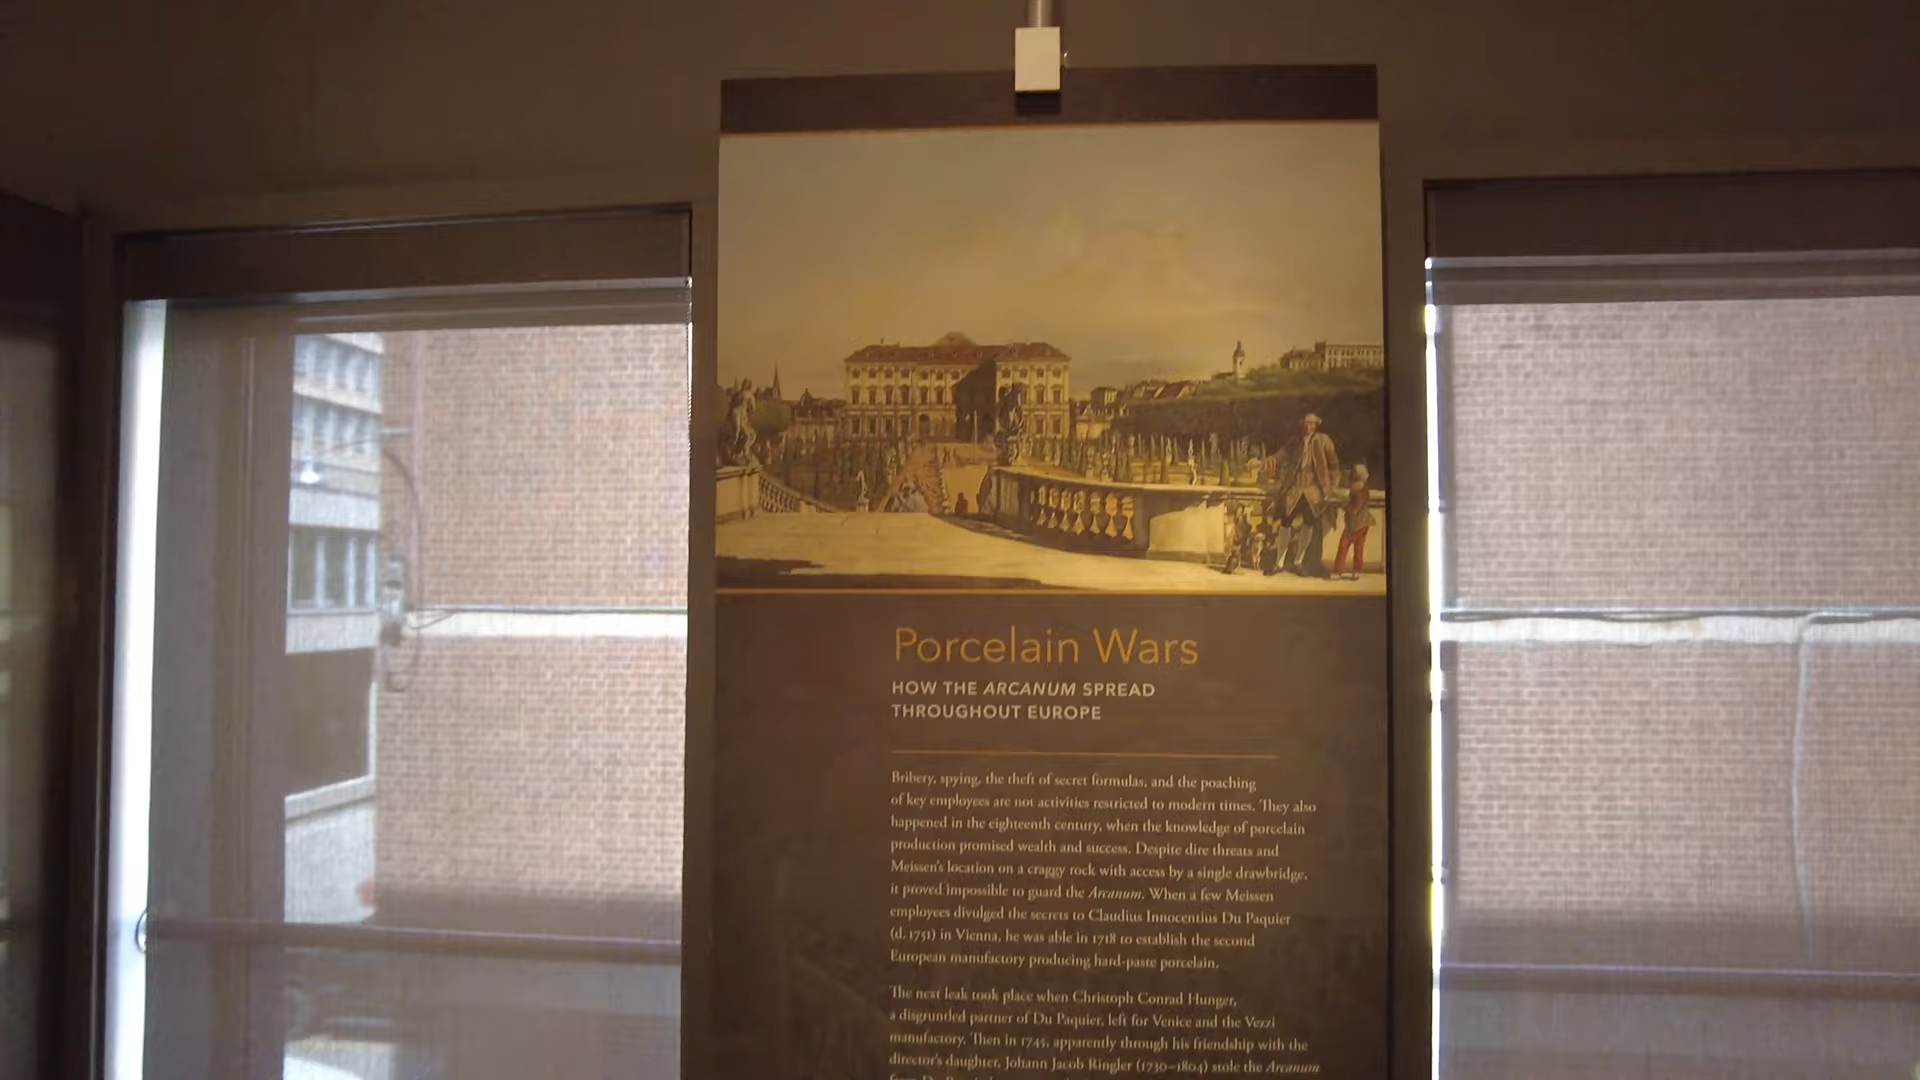 Porcelain Wars
HOW THE ARCANUM SPREAD
THROUGHOUT EUROPE
Bribery, spying, the theft of secret formulas, and the poaching
of key employees are not activities restricted to modern times. They also
happened in the eighteenth century, when the knowledge of porcelain
production promised wealth and success. Despite dire threats and
Meissen's location on a craggy rock with access by a single drawbridge,
it proved impossible to guard the Arcanum. When a few Meissen
employees divulged the secrets to Claudius Innocentius Du Paquier
(d. 1751) in Vienna, he was able in 1718 to establish the second
European manufactory producing hard-paste porcelain.
The next leak took place when Christoph Conrad Hunger,
a disgruntled partner of Du Paquier, left for Venice and the Vezzi
manufactory. Then in 1745, apparently through his friendship with the
director's daughter, Johann Jacob Ringler (1730–1804) stole the Arcanum